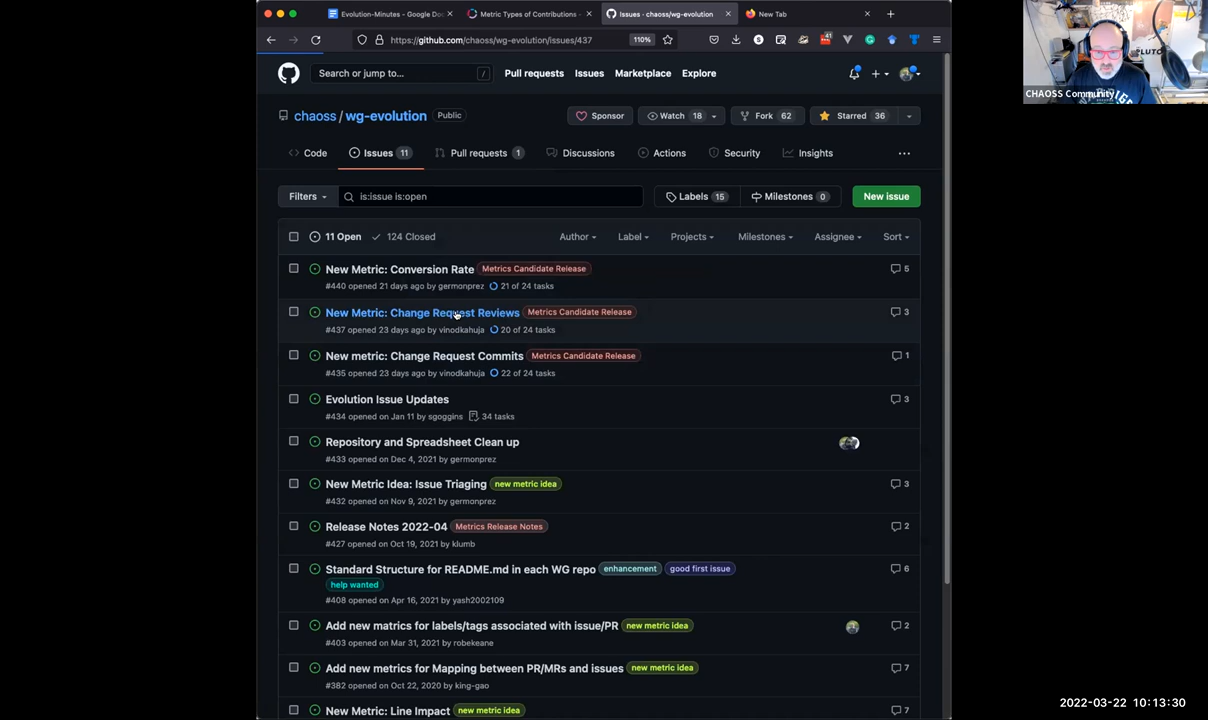 Evolution-Minutes - Google Do
Metric Types of Contributions -
Issues · chaoss/wg-evolution
New Tab
https://github.com/chaoss/wg-evolution/issues/437
110%
41
Search or jump to...
/
Pull requests
Issues
Marketplace
Explore
chaoss / wg-evolution
Public
Sponsor
Watch 18
Fork 62
Starred 36
Code
Issues 11
Pull requests 1
Discussions
Actions
Security
Insights
Filters
is:issue is:open
Labels 15
Milestones 0
New issue
11 Open
124 Closed
Author
Label
Projects
Milestones
Assignee
Sort
New Metric: Conversion Rate Metrics Candidate Release 5
#440 opened 21 days ago by germonprez 21 of 24 tasks
New Metric: Change Request Reviews Metrics Candidate Release 3
#437 opened 23 days ago by vinodkahuja 20 of 24 tasks
New metric: Change Request Commits Metrics Candidate Release 1
#435 opened 23 days ago by vinodkahuja 22 of 24 tasks
Evolution Issue Updates 3
#434 opened on Jan 11 by sgoggins 34 tasks
Repository and Spreadsheet Clean up
#433 opened on Dec 4, 2021 by germonprez
New Metric Idea: Issue Triaging new metric idea 3
#432 opened on Nov 9, 2021 by germonprez
Release Notes 2022-04 Metrics Release Notes 2
#427 opened on Oct 19, 2021 by klumb
Standard Structure for README.md in each WG repo enhancement good first issue 6
help wanted
#408 opened on Apr 16, 2021 by yash2002109
Add new matrics for labels/tags associated with issue/PR new metric idea 2
#403 opened on Mar 31, 2021 by robekeane
Add new metrics for Mapping between PR/MRs and issues new metric idea 7
#382 opened on Oct 22, 2020 by king-gao
New Metric: Line Impact new metric idea 7
PLUTO
CHAOSS Community
2022-03-22 10:13:30